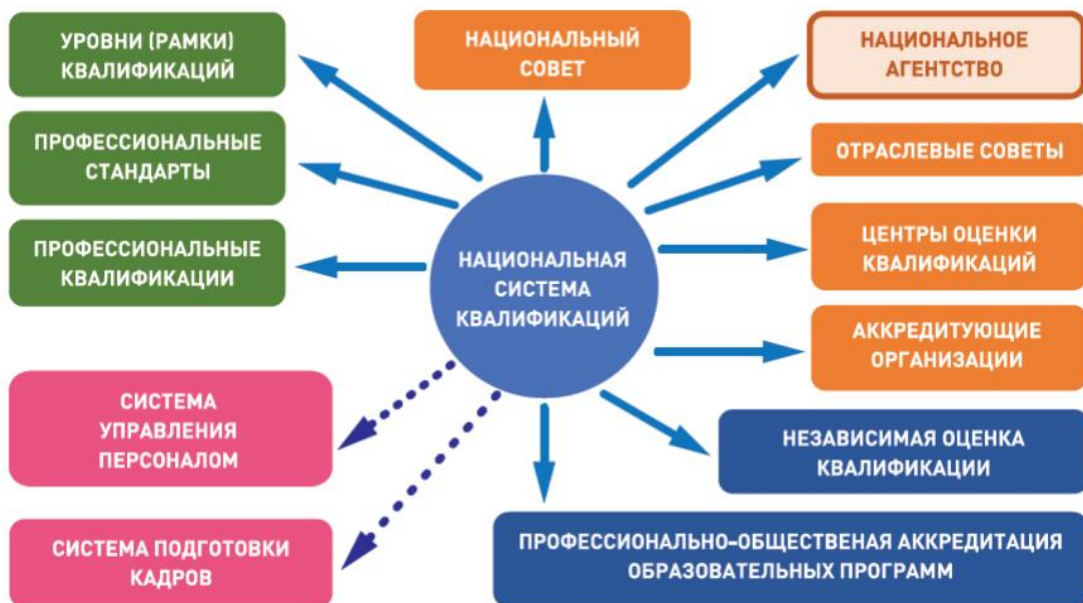 УРОВНИ (РАМКИ)
КВАЛИФИКАЦИЙ
НАЦИОНАЛЬНЫЙ
СОВЕТ
НАЦИОНАЛЬНОЕ
АГЕНТСТВО
ПРОФЕССИОНАЛЬНЫЕ
СТАНДАРТЫ
ОТРАСЛЕВЫЕ СОВЕТЫ
ПРОФЕССИОНАЛЬНЫЕ
КВАЛИФИКАЦИИ
НАЦИОНАЛЬНАЯ
СИСТЕМА
КВАЛИФИКАЦИЙ
ЦЕНТРЫ ОЦЕНКИ
КВАЛИФИКАЦИЙ
АККРЕДИТУЮЩИЕ
ОРГАНИЗАЦИИ
СИСТЕМА
УПРАВЛЕНИЯ
ПЕРСОНАЛОМ
НЕЗАВИСИМАЯ ОЦЕНКА
КВАЛИФИКАЦИИ
СИСТЕМА ПОДГОТОВКИ
КАДРОВ
ПРОФЕССИОНАЛЬНО-ОБЩЕСТВЕНАЯ АККРЕДИТАЦИЯ
ОБРАЗОВАТЕЛЬНЫХ ПРОГРАММ